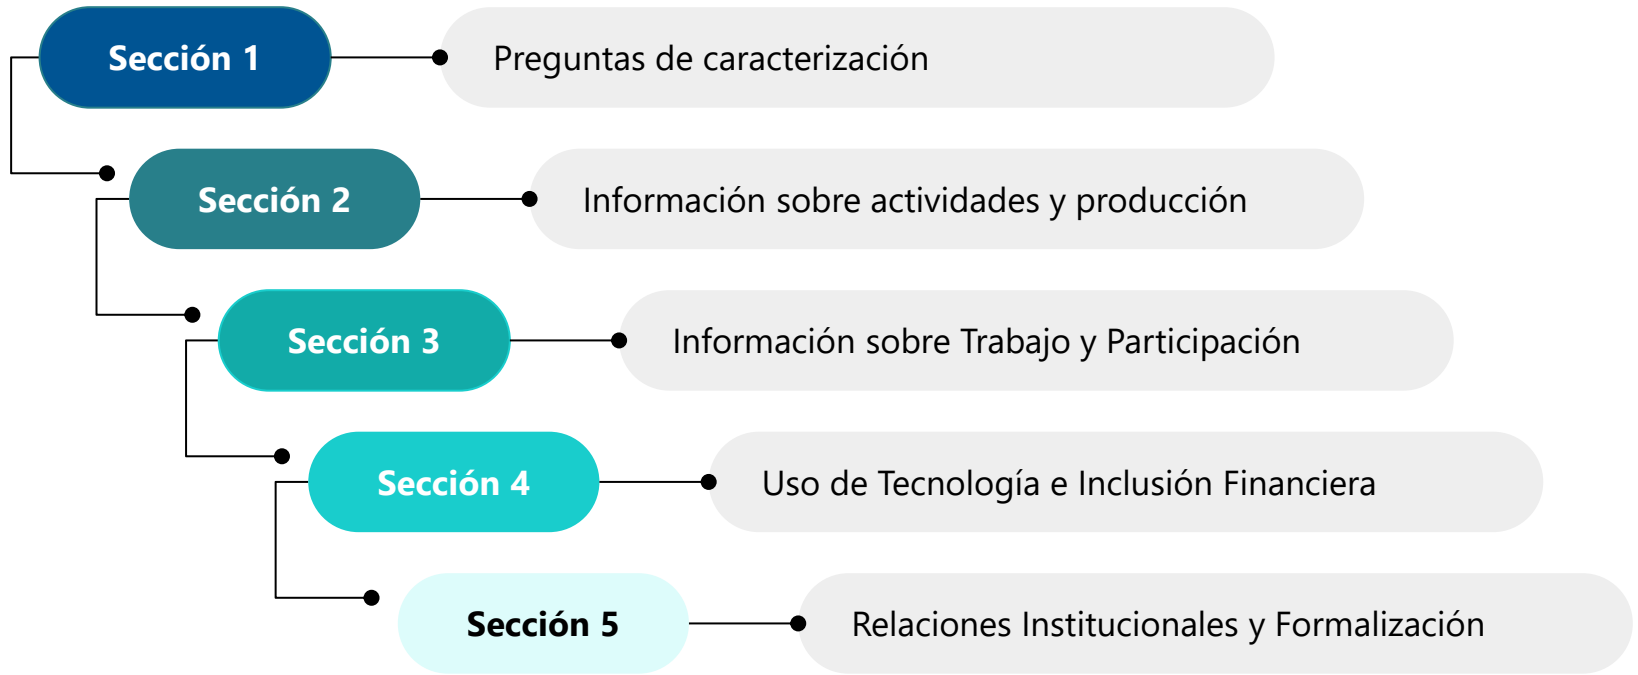 Sección 1
Preguntas de caracterización
Sección 2
Información sobre actividades y producción
Sección 3
Información sobre Trabajo y Participación
Sección 4
Uso de Tecnología e Inclusión Financiera
Sección 5
Relaciones Institucionales y Formalización